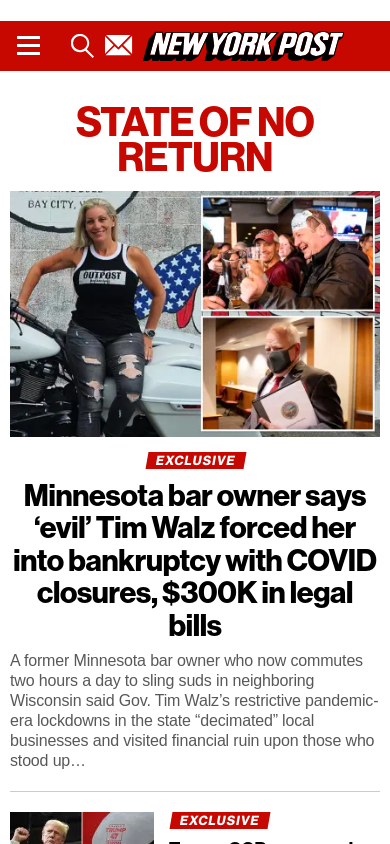 NEW YORK POST
STATE OF NO
RETURN
BAY CITY, 
OUTPOST
EXCLUSIVE
Minnesota bar owner says
‘evil’ Tim Walz forced her
into bankruptcy with COVID
closures, $300K in legal
bills
A former Minnesota bar owner who now commutes
two hours a day to sling suds in neighboring
Wisconsin said Gov. Tim Walz’s restrictive pandemic-
era lockdowns in the state “decimated” local
businesses and visited financial ruin upon those who
stood up…
EXCLUSIVE
TRUMP